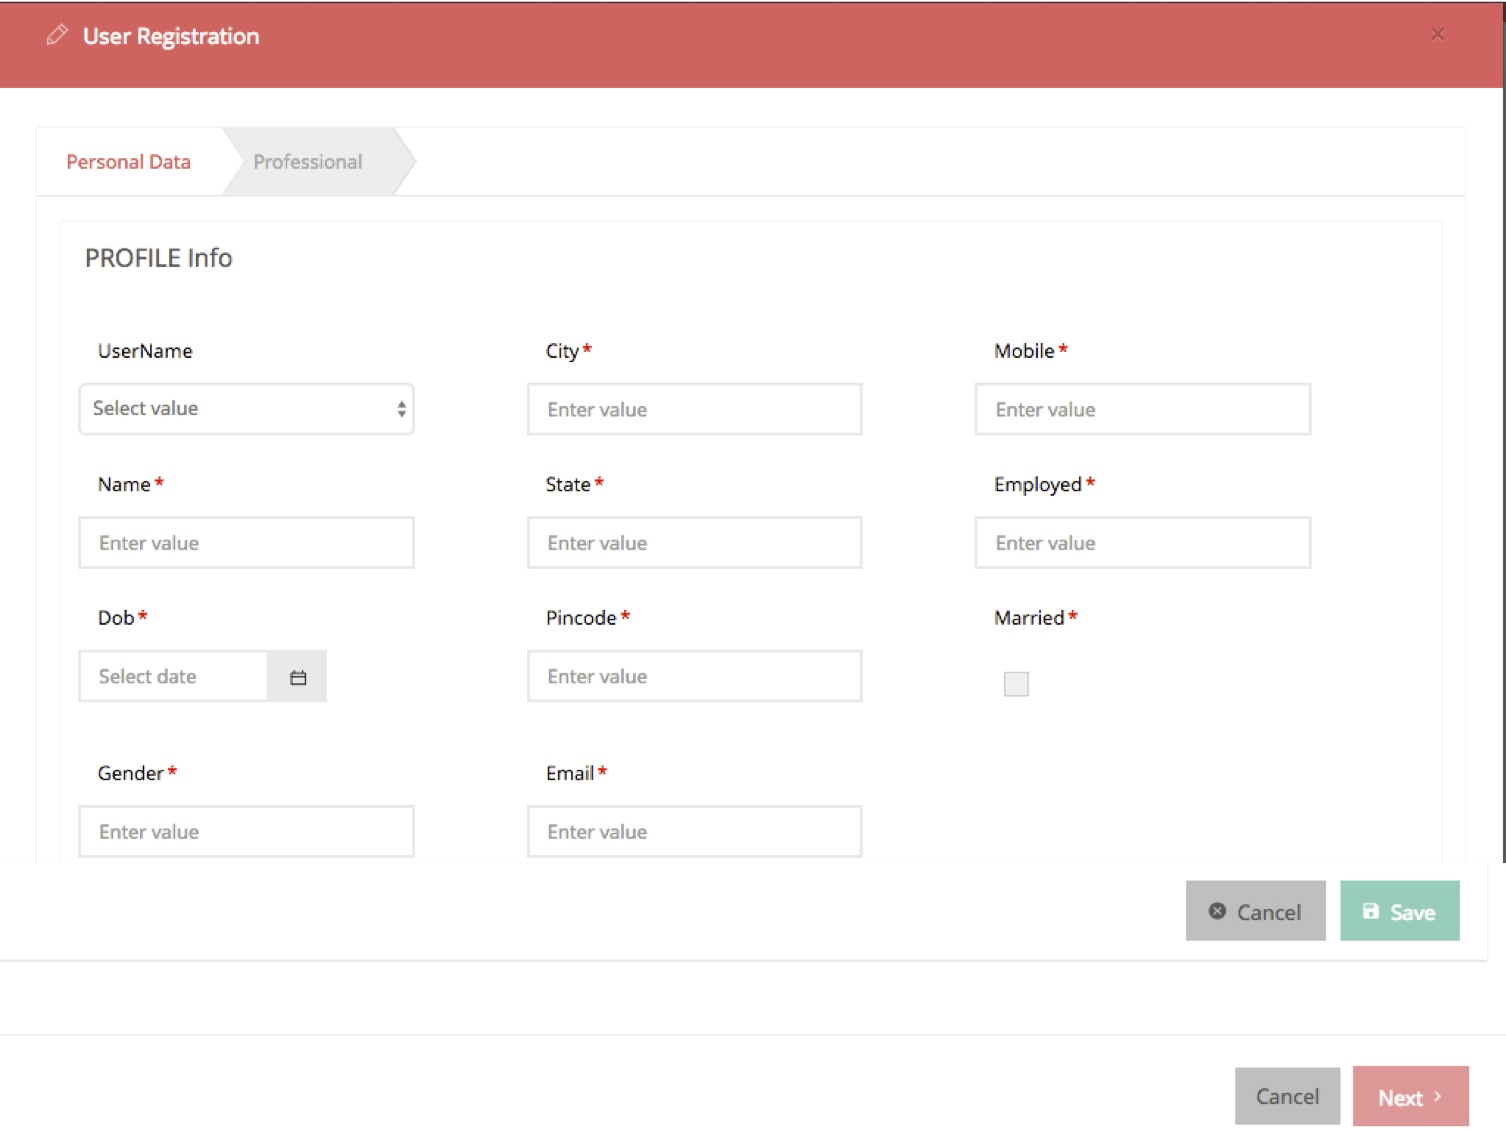 User Registration
Personal Data Professional
PROFILE Info
UserName City* Mobile*
Select value Enter value Enter value
Name* State* Employed*
Enter value Enter value Enter value
Dob* Pincode* Married*
Select date Enter value
Gender* Email*
Enter value Enter value
Cancel Save
Cancel Next